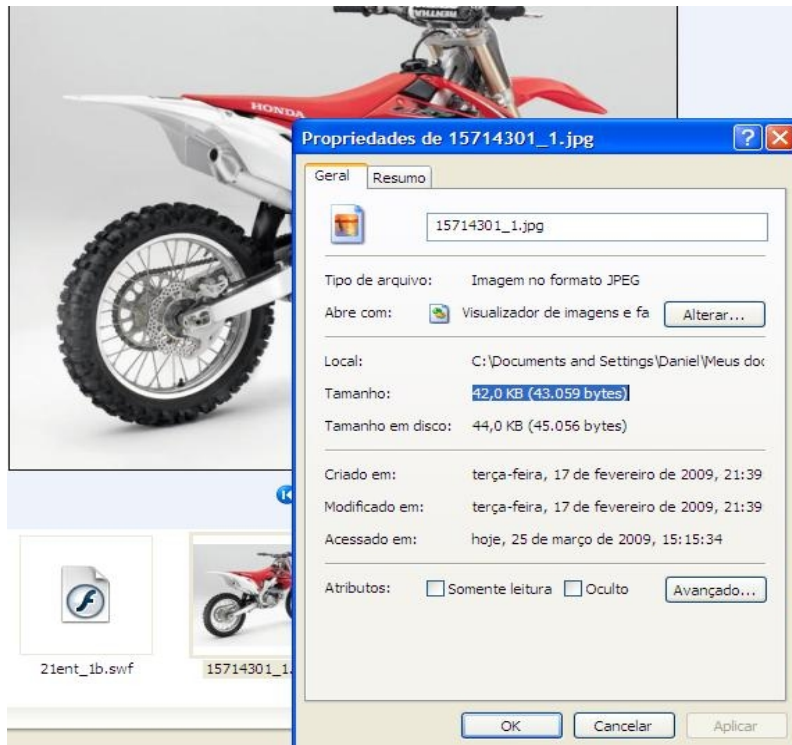 RENTHAL
HONDA
Propriedades de 15714301_1.jpg
Geral Resumo
15714301_1.jpg
Tipo de arquivo: Imagem no formato JPEG
Abre com: Visualizador de imagens e fa Alterar...
Local: C:\Documents and Settings\Daniel\Meus doc
Tamanho: 42,0 KB (43.059 bytes)
Tamanho em disco: 44,0 KB (45.056 bytes)
Criado em: terça-feira, 17 de fevereiro de 2009, 21:39
Modificado em: terça-feira, 17 de fevereiro de 2009, 21:39
Acessado em: hoje, 25 de março de 2009, 15:15:34
Atributos: Somente leitura Oculto Avançado...
21ent_1b.swf 15714301_1.
OK Cancelar Aplicar